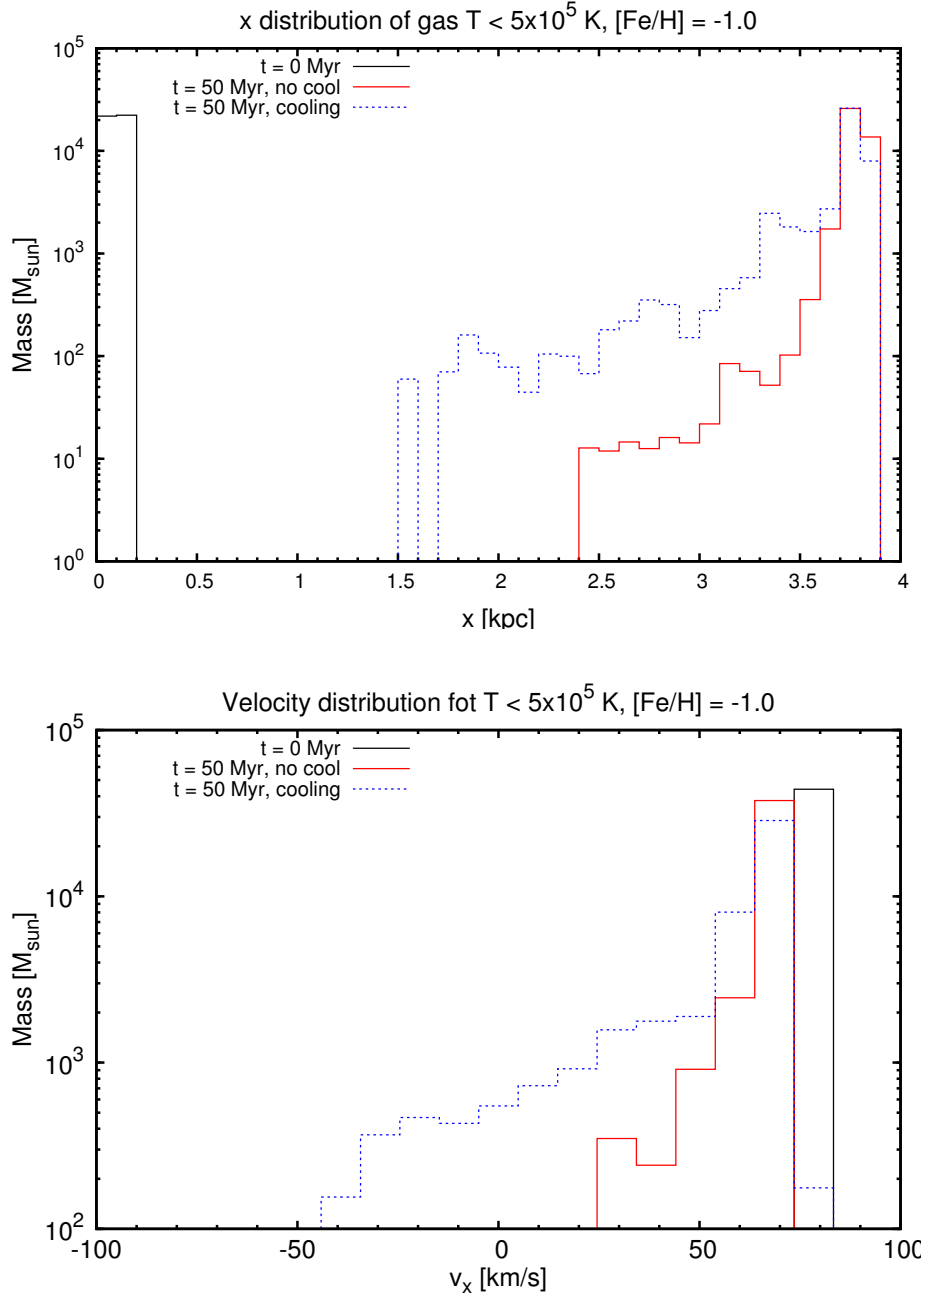 x distribution of gas T < 5x10^5 K, [Fe/H] = -1.0
t = 0 Myr
t = 50 Myr, no cool
t = 50 Myr, cooling
Mass [M_sun]
10^5
10^4
10^3
10^2
10^1
10^0
0 0.5 1 1.5 2 2.5 3 3.5 4
x [kpc]
Velocity distribution fot T < 5x10^5 K, [Fe/H] = -1.0
t = 0 Myr
t = 50 Myr, no cool
t = 50 Myr, cooling
Mass [M_sun]
10^5
10^4
10^3
10^2
-100 -50 0 50 100
v_x [km/s]